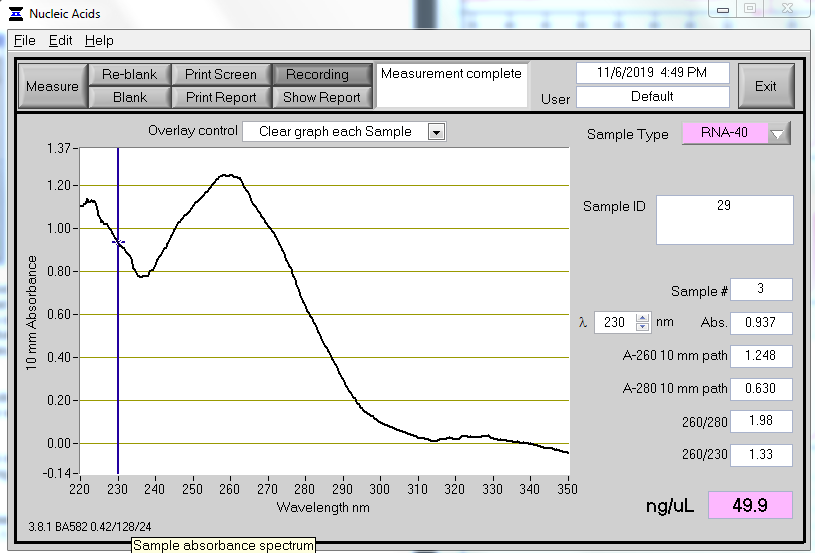 Nucleic Acids
File Edit Help
Measure
Re-blank
Print Screen
Recording
Blank
Print Report
Show Report
Measurement complete
User
11/6/2019 4:49 PM
Default
Exit
Overlay control
Clear graph each Sample
Sample Type
RNA-40
Sample ID
29
Sample #
3
λ 230 nm
Abs. 0.937
A-260 10 mm path 1.248
A-280 10 mm path 0.630
260/280 1.98
260/230 1.33
ng/uL 49.9
10 mm Absorbance
1.37
1.20
1.00
0.80
0.60
0.40
0.20
0.00
-0.14
220 230 240 250 260 270 280 290 300 310 320 330 340 350
Wavelength nm
3.8.1 BA582 0.42/128/24
Sample absorbance spectrum